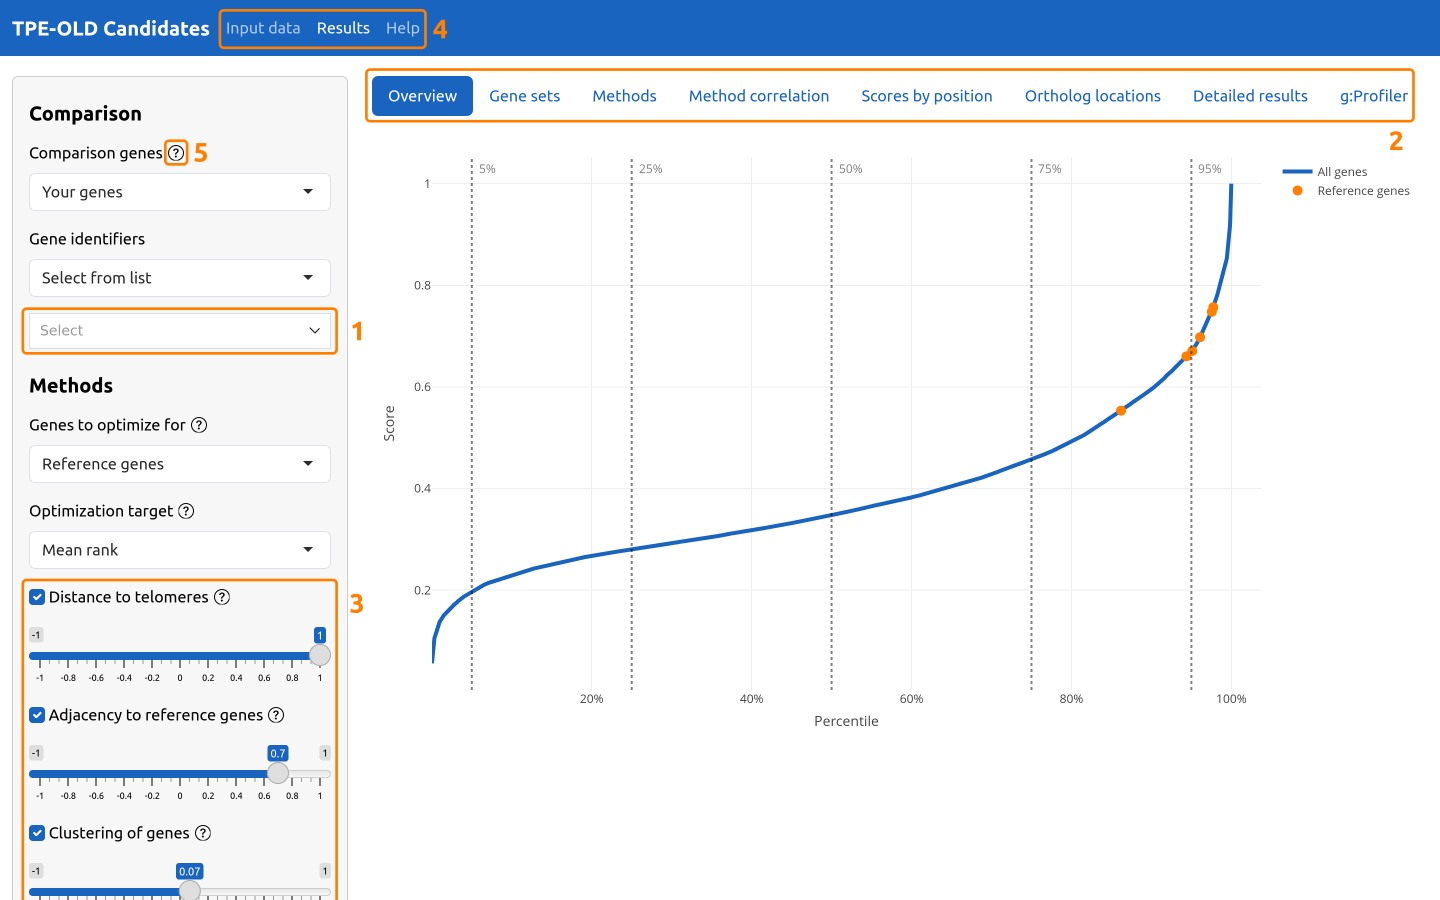 TPE-OLD Candidates Input data Results Help 4
Comparison
Comparison genes ? 5
Your genes
Gene identifiers
Select from list
Select 1
Methods
Genes to optimize for ?
Reference genes
Optimization target ?
Mean rank
Distance to telomeres ? 3
-1 1
-1 -0.8 -0.6 -0.4 -0.2 0 0.2 0.4 0.6 0.8 1
Adjacency to reference genes ?
-1 0.7 1
-1 -0.8 -0.6 -0.4 -0.2 0 0.2 0.4 0.6 0.8 1
Clustering of genes ?
-1 0.07 1
Overview Gene sets Methods Method correlation Scores by position Ortholog locations Detailed results g:Profiler
2
5% 25% 50% 75% 95%
All genes
Reference genes
1
0.8
0.6
0.4
0.2
Score
20% 40% 60% 80% 100%
Percentile